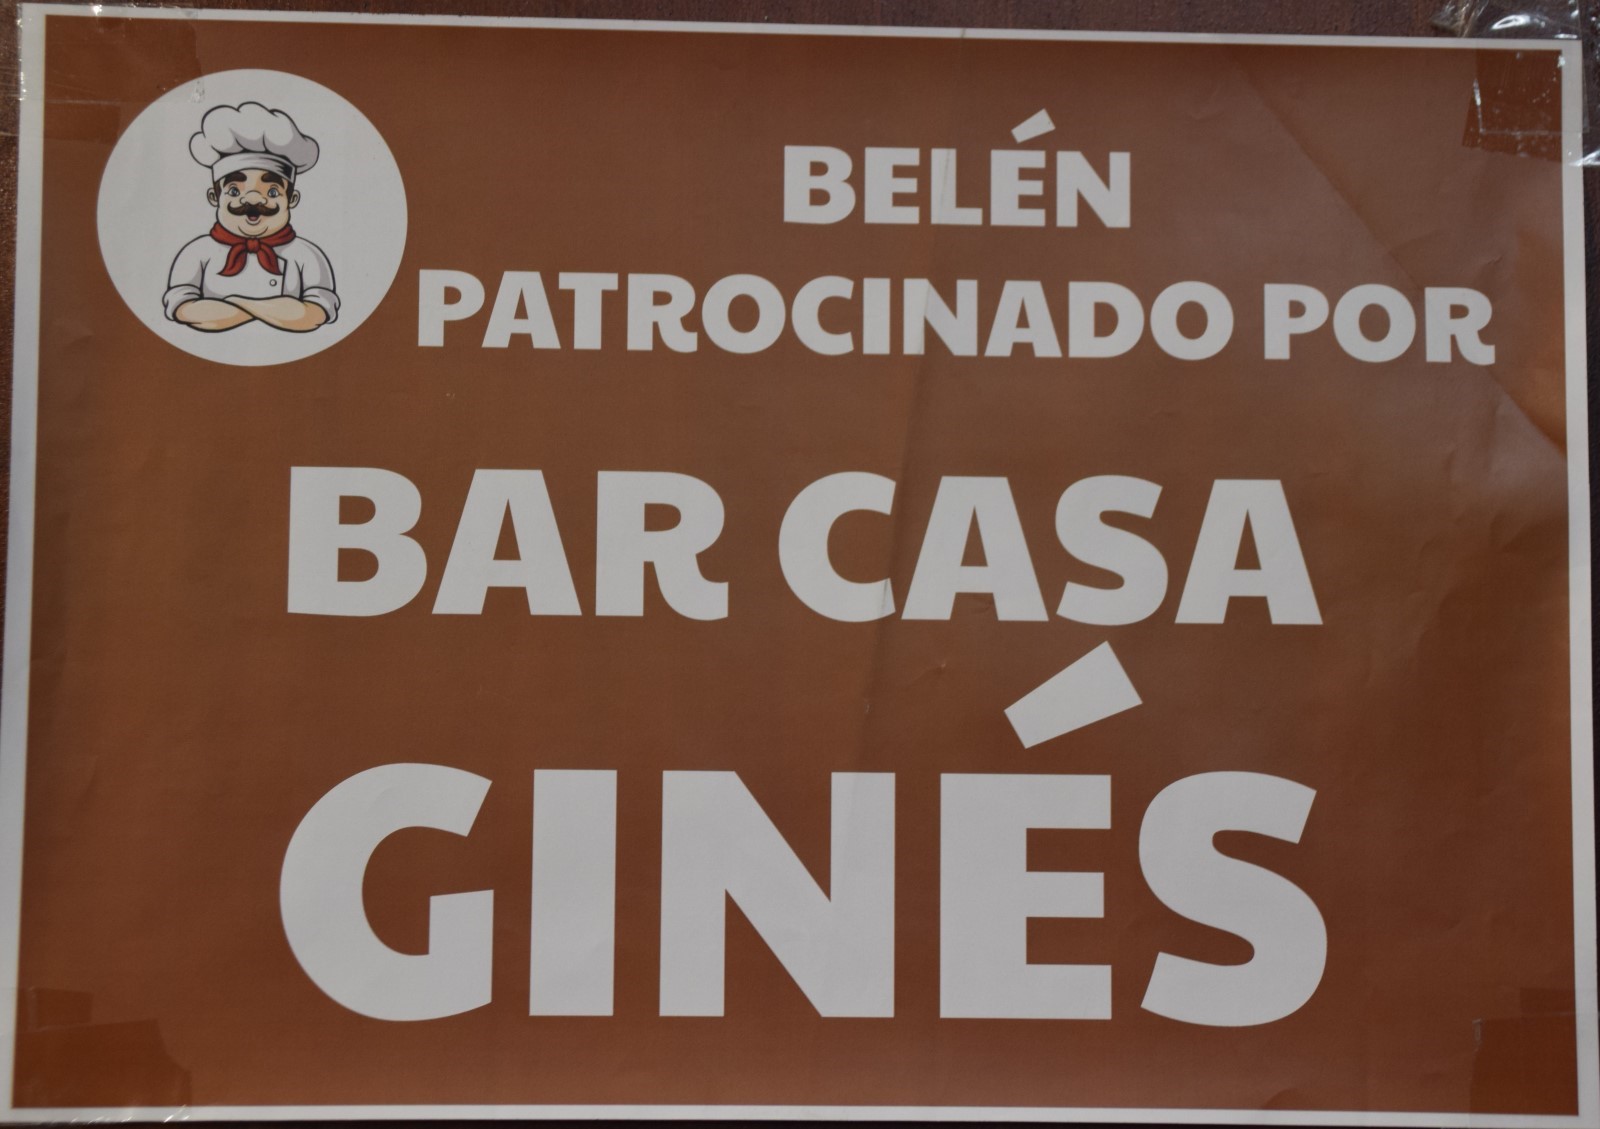 BELÉN
PATROCINADO POR
BAR CASA
GINÉS